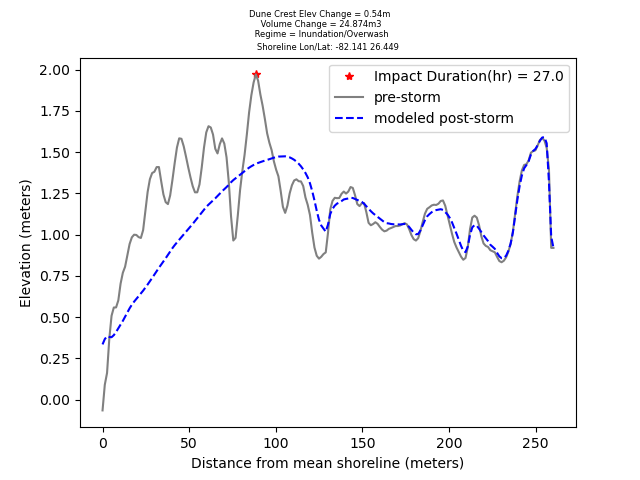 Dune Crest Elev Change = 0.54m
Volume Change = 24.874m3
Regime = Inundation/Overwash
Shoreline Lon/Lat: -82.141 26.449
Impact Duration(hr) = 27.0
pre-storm
modeled post-storm
2.00
1.75
1.50
1.25
1.00
0.75
0.50
0.25
0.00
Elevation (meters)
0 50 100 150 200 250
Distance from mean shoreline (meters)